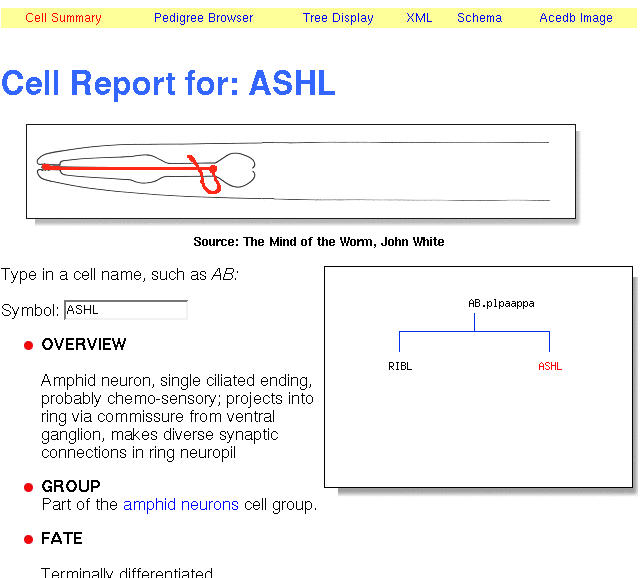 Cell Summary Pedigree Browser Tree Display XML Schema Acedb Image
Cell Report for: ASHL
Source: The Mind of the Worm, John White
Type in a cell name, such as AB:
Symbol: ASHL
AB.plpaappa
RIBL ASHL
OVERVIEW
Amphid neuron, single ciliated ending,
probably chemo-sensory; projects into
ring via commissure from ventral
ganglion, makes diverse synaptic
connections in ring neuropil
GROUP
Part of the amphid neurons cell group.
FATE
Terminally differentiated